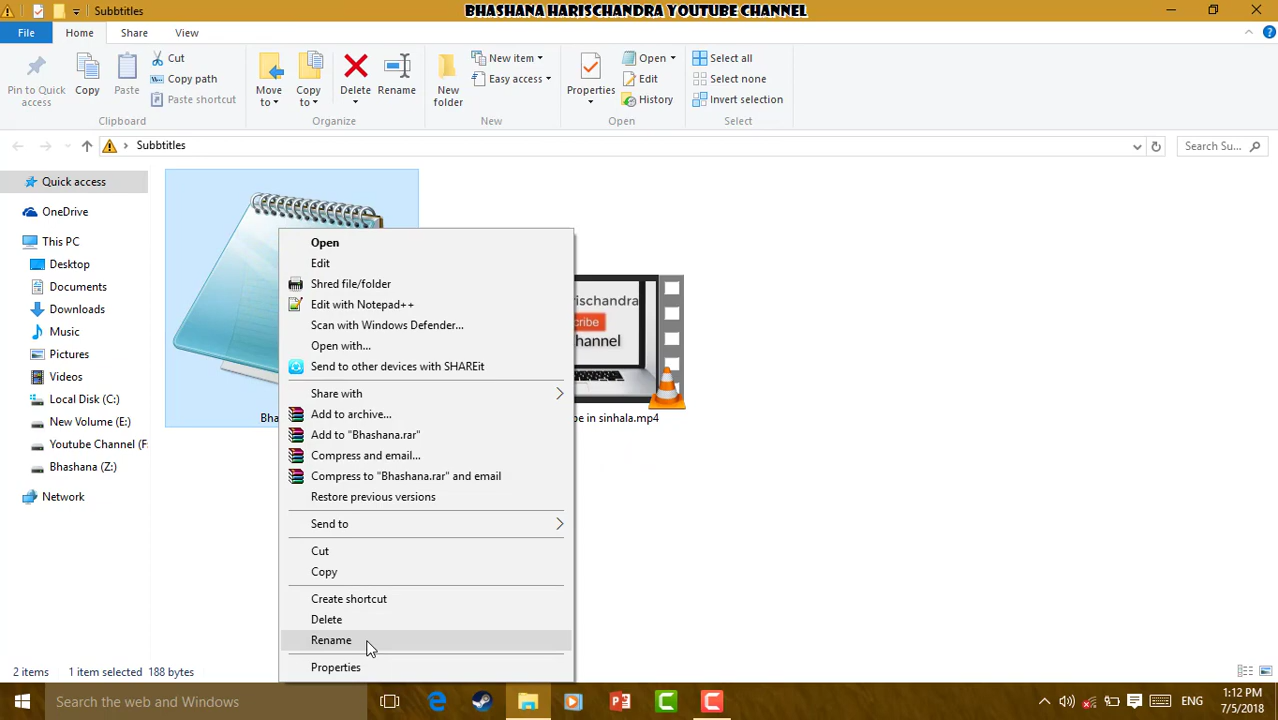 Subbtitles
BHASHANA HARISCHANDRA YOUTUBE CHANNEL
File Home Share View
Pin to Quick access
Copy
Paste
Cut
Copy path
Paste shortcut
Clipboard
Move to
Copy to
Delete
Rename
Organize
New folder
New item
Easy access
New
Properties
Open
Edit
History
Open
Select all
Select none
Invert selection
Select
Subbtitles
Search Su...
Quick access
OneDrive
This PC
Desktop
Documents
Downloads
Music
Pictures
Videos
Local Disk (C:)
New Volume (E:)
Youtube Channel (F
Bhashana (Z:)
Network
Bha
Open
Edit
Shred file/folder
Edit with Notepad++
Scan with Windows Defender...
Open with...
Send to other devices with SHAREit
Share with
Add to archive...
Add to "Bhashana.rar"
Compress and email...
Compress to "Bhashana.rar" and email
Restore previous versions
Send to
Cut
Copy
Create shortcut
Delete
Rename
Properties
rischandra
cribe
hannel
be in sinhala.mp4
2 items 1 item selected 188 bytes
Search the web and Windows
ENG
1:12 PM
7/5/2018